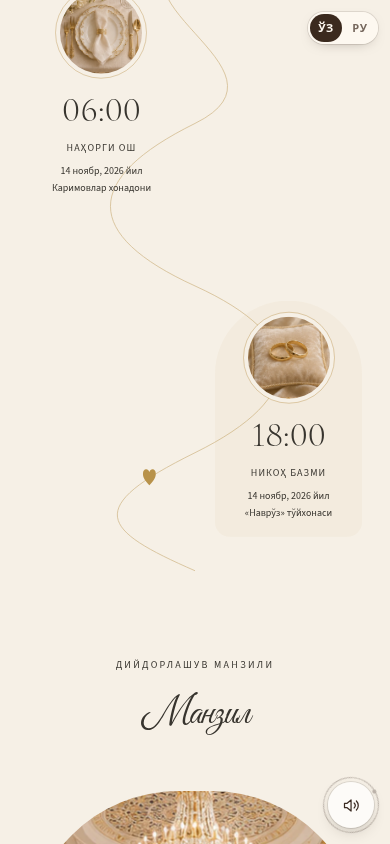 ЎЗ РУ
06:00
НАҲОРГИ ОШ
14 ноябр, 2026 йил
Каримовлар хонадони
18:00
НИКОҲ БАЗМИ
14 ноябр, 2026 йил
«Наврўз» тўйхонаси
ДИЙДОРЛАШУВ МАНЗИЛИ
Манзил